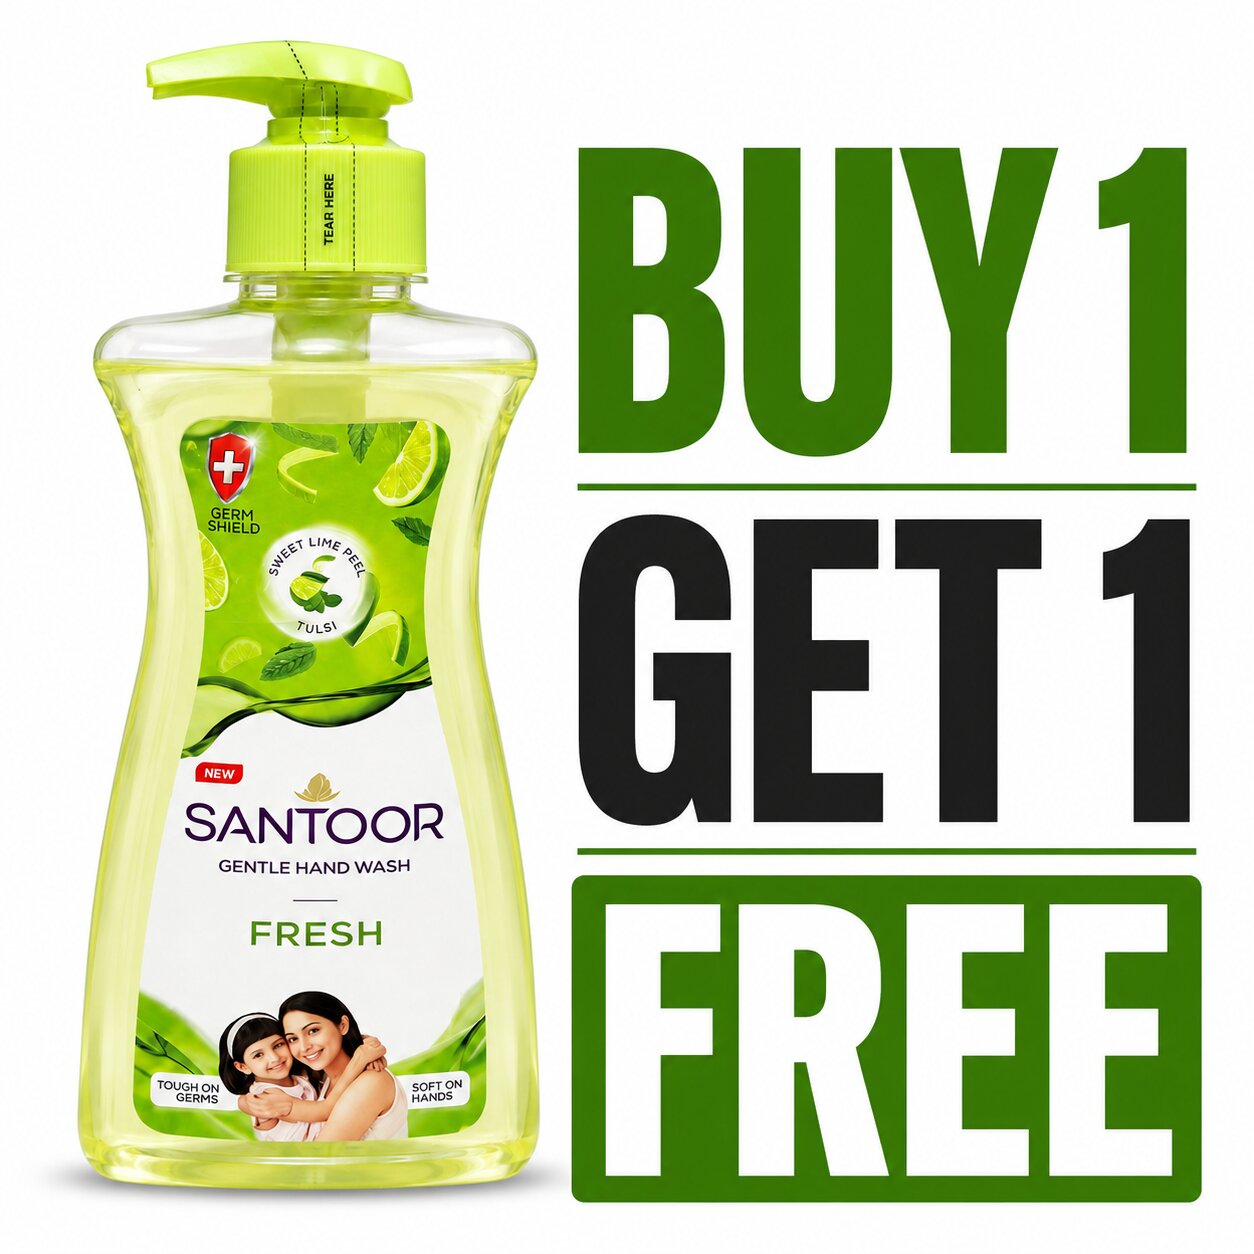 TEAR HERE
GERM
SHIELD
SWEET LIME PEEL
TULSI
NEW
SANTOOR
GENTLE HAND WASH
FRESH
TOUGH ON
GERMS
SOFT ON
HANDS
BUY 1
GET 1
FREE